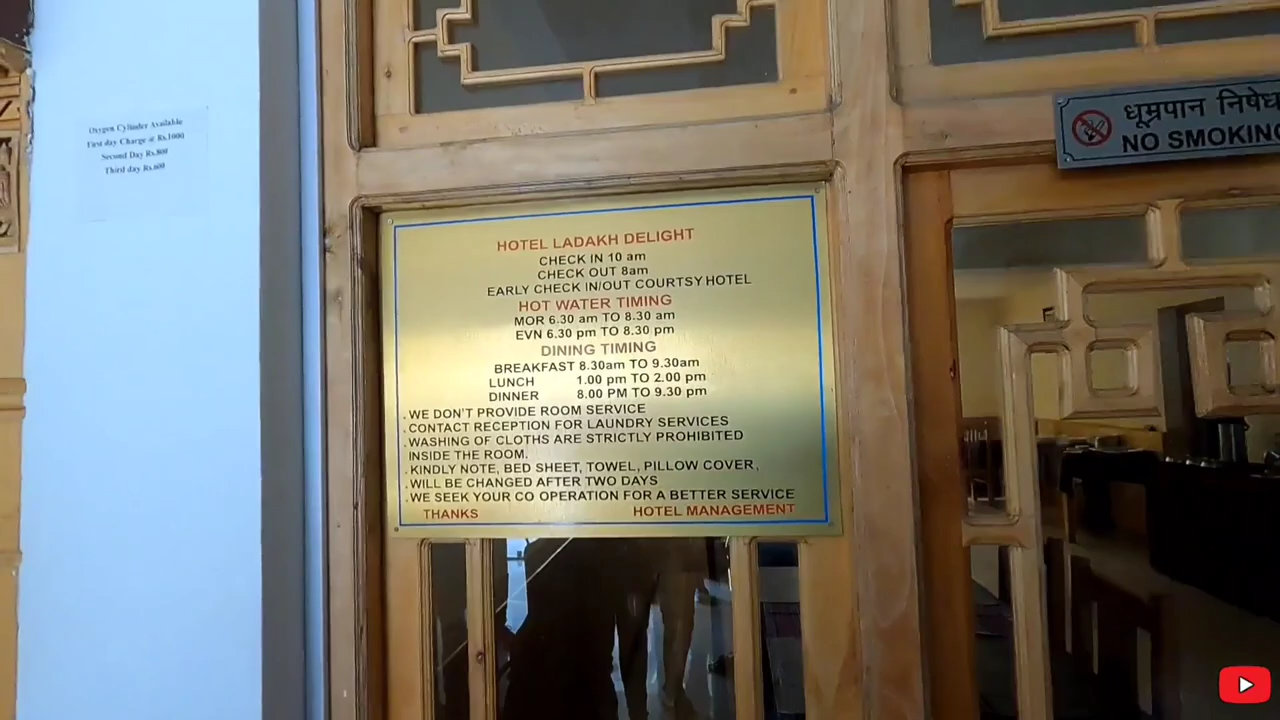 Oxygen Cylinder Available
First day Charge @ Rs.1000
Second Day Rs.800
Third day Rs.600
HOTEL LADAKH DELIGHT
CHECK IN 10 am
CHECK OUT 8am
EARLY CHECK IN/OUT COURTSY HOTEL
HOT WATER TIMING
MOR 6.30 am TO 8.30 am
EVN 6.30 pm TO 8.30 pm
DINING TIMING
BREAKFAST 8.30am TO 9.30am
LUNCH 1.00 pm TO 2.00 pm
DINNER 8.00 PM TO 9.30 pm
.WE DON'T PROVIDE ROOM SERVICE
.CONTACT RECEPTION FOR LAUNDRY SERVICES
.WASHING OF CLOTHS ARE STRICTLY PROHIBITED
INSIDE THE ROOM.
.KINDLY NOTE, BED SHEET, TOWEL, PILLOW COVER,
.WILL BE CHANGED AFTER TWO DAYS
.WE SEEK YOUR CO OPERATION FOR A BETTER SERVICE
THANKS HOTEL MANAGEMENT
धूम्रपान निषेध
NO SMOKING